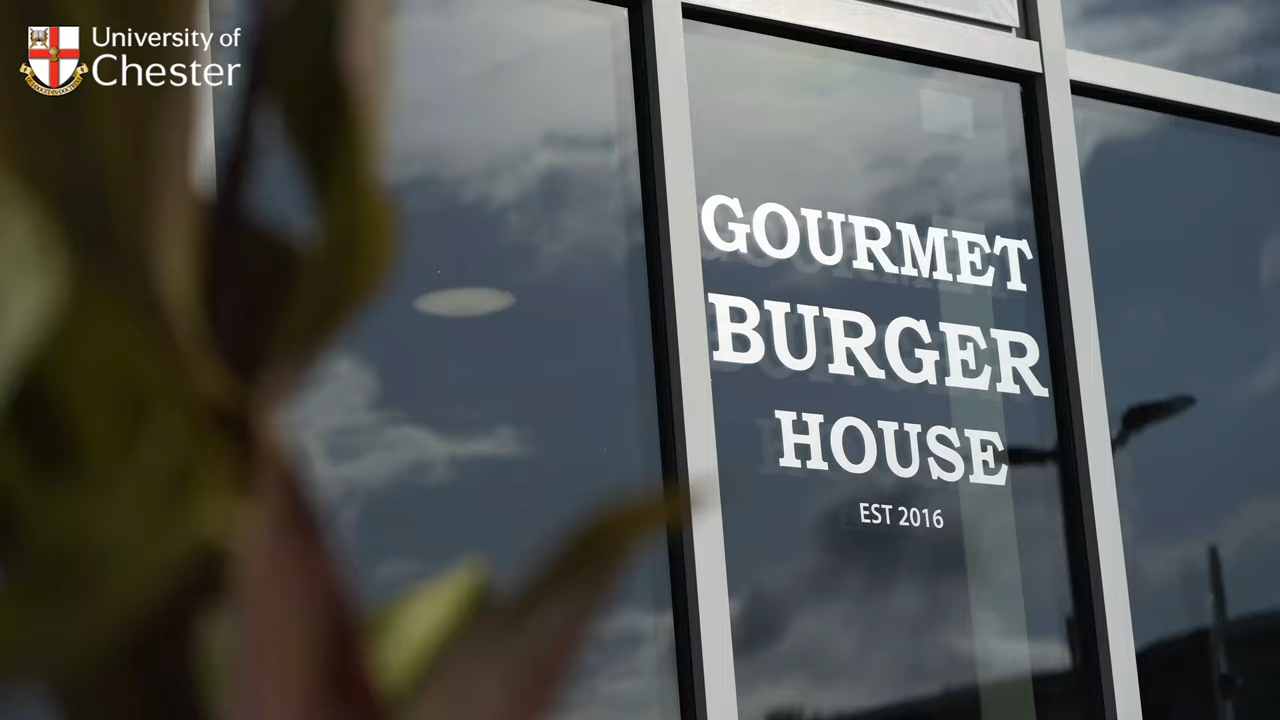 University of
Chester
GOURMET
BURGER
HOUSE
EST 2016